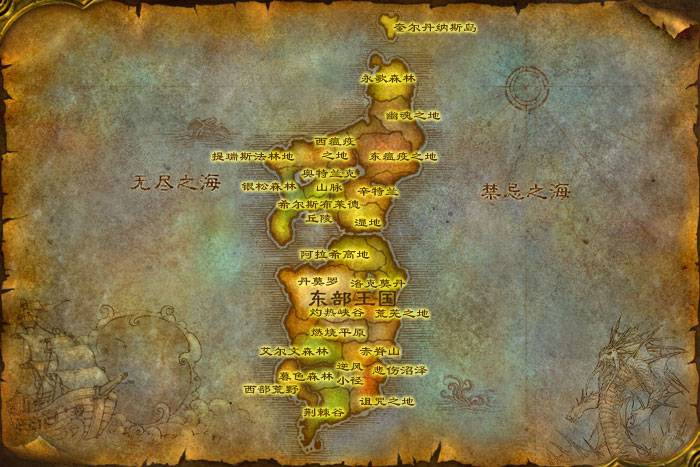 奎尔丹纳斯岛
永歌森林
幽魂之地
西瘟疫
之地
提瑞斯法林地
东瘟疫之地
奥特兰克
山脉
无尽之海
银松森林
辛特兰
禁忌之海
希尔斯布莱德
丘陵
湿地
阿拉希高地
丹莫罗
洛克莫丹
东部王国
灼热峡谷
荒芜之地
燃烧平原
艾尔文森林
赤脊山
逆风
小径
悲伤沼泽
暮色森林
西部荒野
诅咒之地
荆棘谷